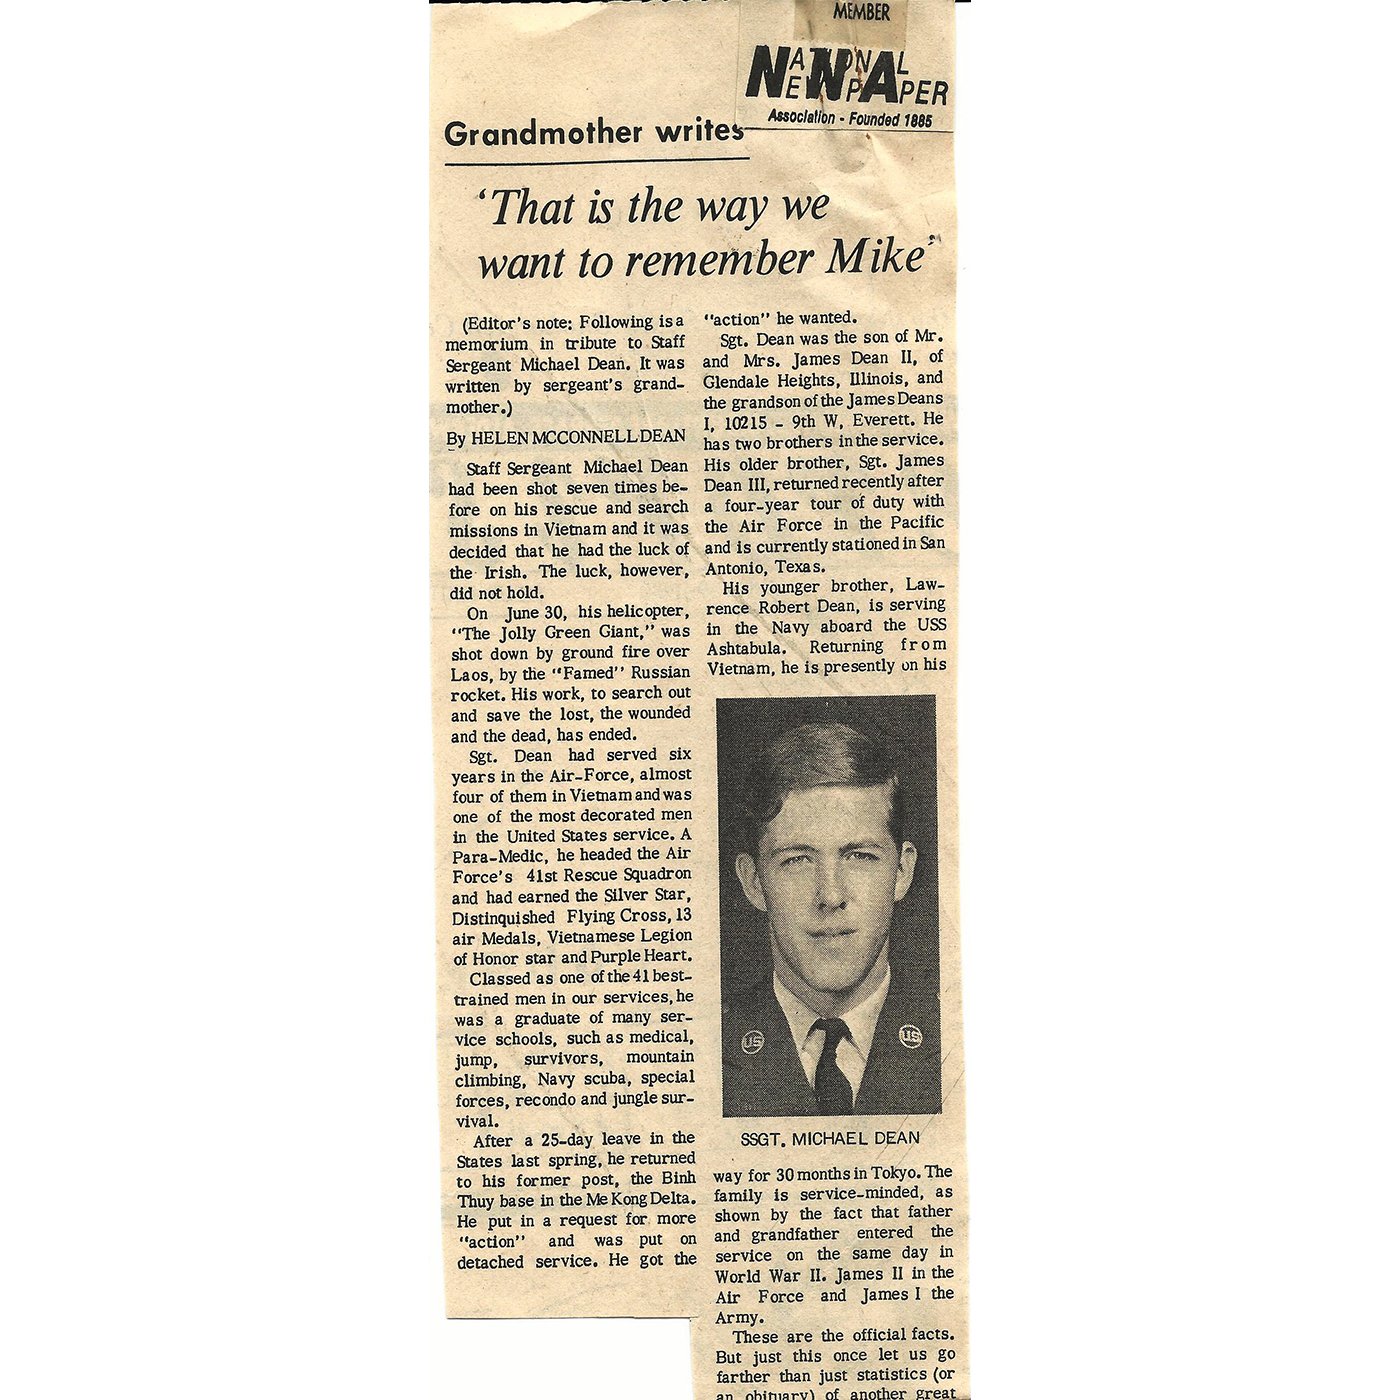 MEMBER
NATIONAL
NEWSPAPER
Association - Founded 1885
Grandmother writes
‘That is the way we
want to remember Mike’
(Editor's note: Following is a
memorium in tribute to Staff
Sergeant Michael Dean. It was
written by sergeant's grand-
mother.)
By HELEN MCCONNELL DEAN
Staff Sergeant Michael Dean
had been shot seven times be-
fore on his rescue and search
missions in Vietnam and it was
decided that he had the luck of
the Irish. The luck, however,
did not hold.
On June 30, his helicopter,
"The Jolly Green Giant," was
shot down by ground fire over
Laos, by the "Famed" Russian
rocket. His work, to search out
and save the lost, the wounded
and the dead, has ended.
Sgt. Dean had served six
years in the Air-Force, almost
four of them in Vietnam and was
one of the most decorated men
in the United States service. A
Para-Medic, he headed the Air
Force's 41st Rescue Squadron
and had earned the Silver Star,
Distinquished Flying Cross, 13
air Medals, Vietnamese Legion
of Honor star and Purple Heart.
Classed as one of the 41 best-
trained men in our services, he
was a graduate of many ser-
vice schools, such as medical,
jump, survivors, mountain
climbing, Navy scuba, special
forces, recondo and jungle sur-
vival.
After a 25-day leave in the
States last spring, he returned
to his former post, the Binh
Thuy base in the Me Kong Delta.
He put in a request for more
"action" and was put on
detached service. He got the
"action" he wanted.
Sgt. Dean was the son of Mr.
and Mrs. James Dean II, of
Glendale Heights, Illinois, and
the grandson of the James Deans
I, 10215 - 9th W, Everett. He
has two brothers in the service.
His older brother, Sgt. James
Dean III, returned recently after
a four-year tour of duty with
the Air Force in the Pacific
and is currently stationed in San
Antonio, Texas.
His younger brother, Law-
rence Robert Dean, is serving
in the Navy aboard the USS
Ashtabula. Returning from
Vietnam, he is presently on his
US
US
SSGT. MICHAEL DEAN
way for 30 months in Tokyo. The
family is service-minded, as
shown by the fact that father
and grandfather entered the
service on the same day in
World War II. James II in the
Air Force and James I the
Army.
These are the official facts.
But just this once let us go
farther than just statistics (or
an obituary) of another great